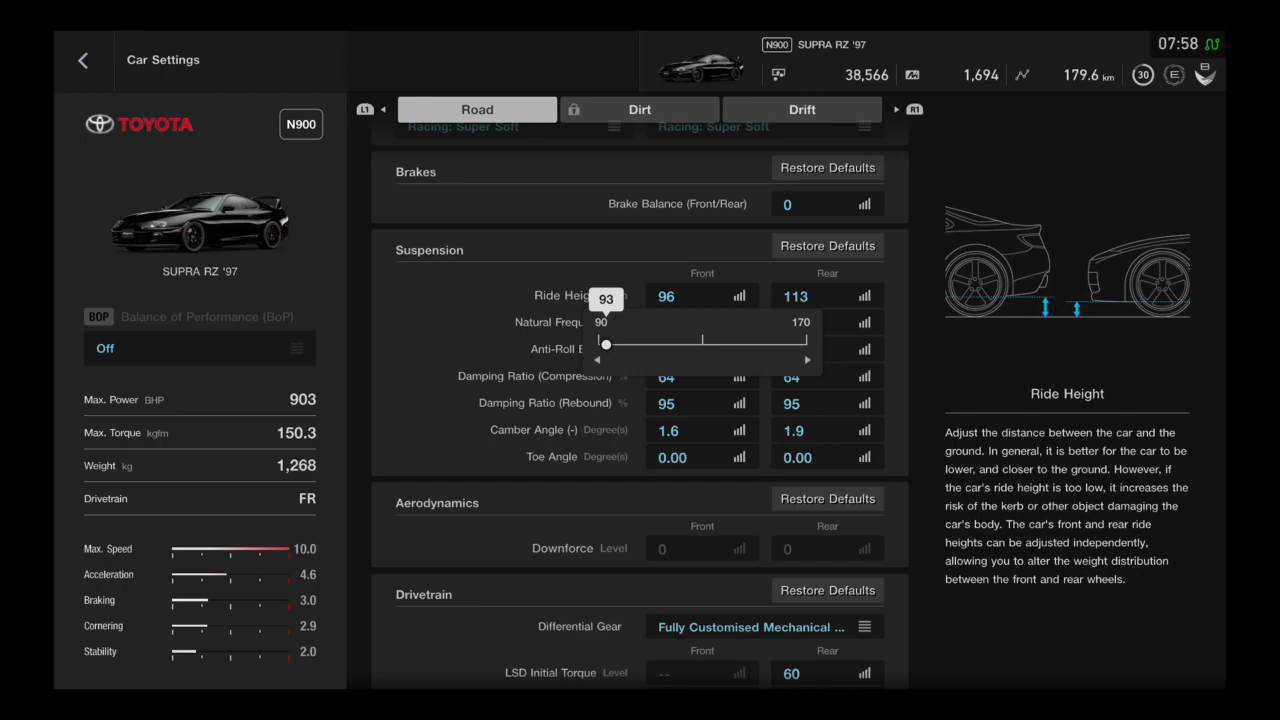 Car Settings
N900 SUPRA RZ '97
07:58
38,566
1,694
179.6 km
30
E
B
TOYOTA
N900
SUPRA RZ '97
BOP Balance of Performance (BoP)
Off
Max. Power BHP 903
Max. Torque kgfm 150.3
Weight kg 1,268
Drivetrain FR
Max. Speed 10.0
Acceleration 4.6
Braking 3.0
Cornering 2.9
Stability 2.0
L1 Road Dirt Drift R1
Racing: Super Soft Racing: Super Soft
Brakes Restore Defaults
Brake Balance (Front/Rear) 0
Suspension Restore Defaults
Front Rear
96 113
93
90 170
Damping Ratio (Compression) % 64 64
Damping Ratio (Rebound) % 95 95
Camber Angle (-) Degree(s) 1.6 1.9
Toe Angle Degree(s) 0.00 0.00
Aerodynamics Restore Defaults
Front Rear
Downforce Level 0 0
Drivetrain Restore Defaults
Differential Gear Fully Customised Mechanical ...
Front Rear
LSD Initial Torque Level -- 60
Ride Height
Adjust the distance between the car and the
ground. In general, it is better for the car to be
lower, and closer to the ground. However, if
the car's ride height is too low, it increases the
risk of the kerb or other object damaging the
car's body. The car's front and rear ride
heights can be adjusted independently,
allowing you to alter the weight distribution
between the front and rear wheels.